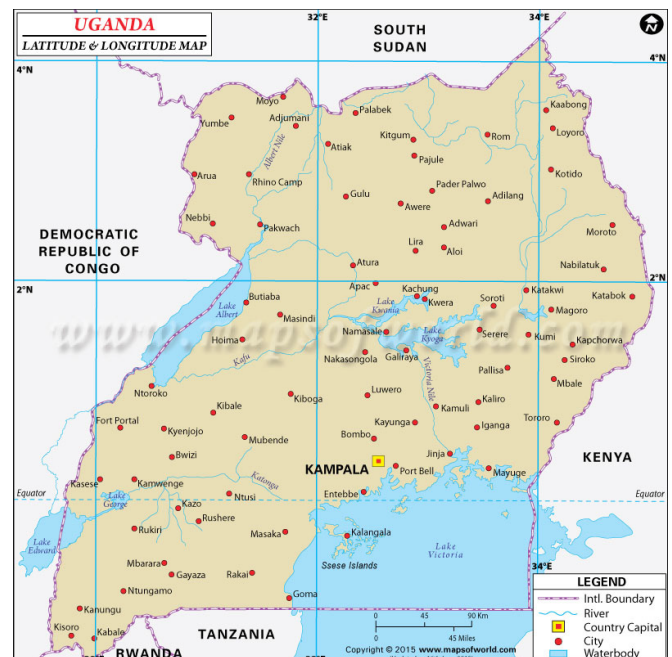 UGANDA
LATITUDE & LONGITUDE MAP
32°E
34°E
SOUTH
SUDAN
4°N
4°N
Moyo
Yumbe
Adjumani
Palabek
Kaabong
Loyoro
Kitgum
Rom
Atiak
Pajule
Albert Nile
Arua
Rhino Camp
Kotido
Gulu
Pader Palwo
Adilang
Awere
Nebbi
Pakwach
Adwari
Moroto
DEMOCRATIC
REPUBLIC OF
CONGO
Lira
Aloi
Atura
Nabilatuk
Apac
2°N
2°N
Kachung
Kwera
Katakwi
Katabok
Butiaba
Lake
Albert
Lake
Kwania
Soroti
Magoro
Masindi
www.mapsofworld.com
Namasale
Lake
Kyoga
Serere
Kumi
Kapchorwa
Hoima
Kafu
Nakasongola
Galiraya
Siroko
Victoria Nile
Pallisa
Mbale
Ntoroko
Kiboga
Luwero
Kaliro
Kibale
Kamuli
Fort Portal
Kyenjojo
Mubende
Bombo
Kayunga
Iganga
Tororo
Bwizi
KAMPALA
Port Bell
Jinja
Mayuge
KENYA
Kasese
Kamwenge
Katonga
Ntusi
Entebbe
Equator
Equator
Lake
George
Kazo
Rushere
Rukiri
Masaka
Kalangala
Lake
Edward
Lake
Victoria
Ssese Islands
34°E
Mbarara
Gayaza
Rakai
Ntungamo
Goma
Kanungu
Kisoro
Kabale
TANZANIA
RWANDA
0 45 90 Km
0 45 Miles
Copyright © 2015 www.mapsofworld.com
LEGEND
Intl. Boundary
River
Country Capital
City
Waterbody